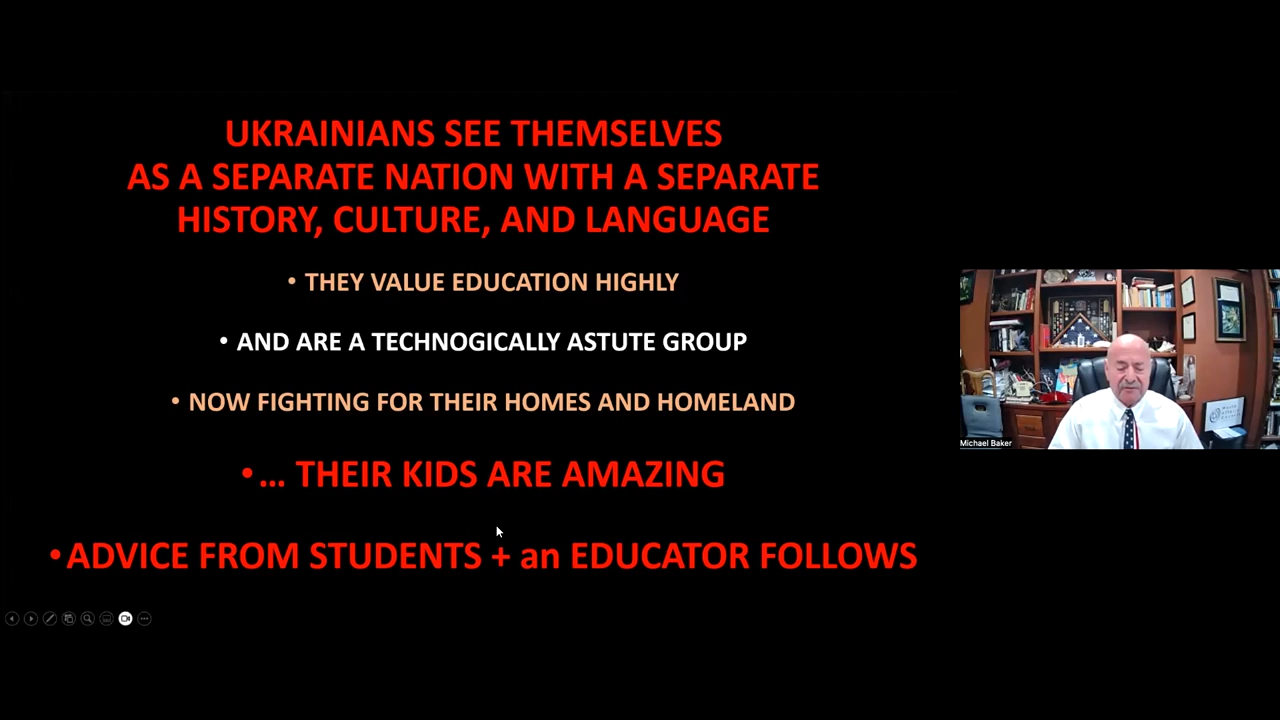 UKRAINIANS SEE THEMSELVES
AS A SEPARATE NATION WITH A SEPARATE
HISTORY, CULTURE, AND LANGUAGE
• THEY VALUE EDUCATION HIGHLY
• AND ARE A TECHNOGICALLY ASTUTE GROUP
• NOW FIGHTING FOR THEIR HOMES AND HOMELAND
• ... THEIR KIDS ARE AMAZING
• ADVICE FROM STUDENTS + an EDUCATOR FOLLOWS
Michael Baker